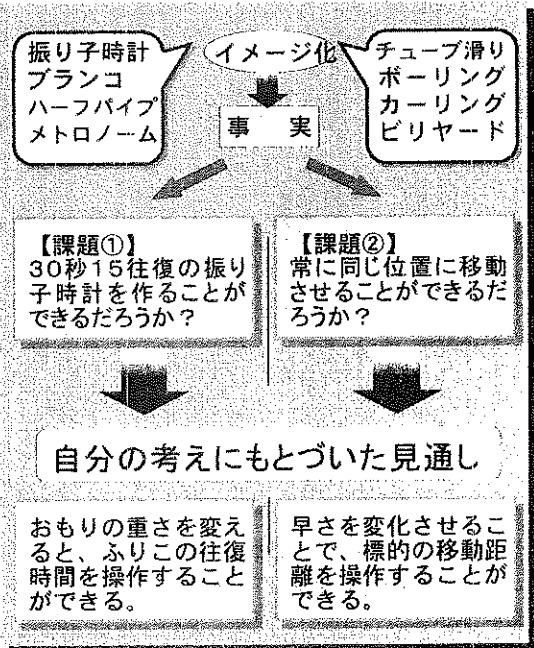 振り子時計
ブランコ
ハーフパイプ
メトロノーム
イメージ化
チューブ滑り
ボーリング
カーリング
ビリヤード
事 実
【課題①】
30秒15往復の振り
子時計を作ることが
できるだろうか？
【課題②】
常に同じ位置に移動
させることができるだ
ろうか？
自分の考えにもとづいた見通し
おもりの重さを変え
ると、ふりこの往復
時間を操作すること
ができる。
早さを変化させるこ
とで、標的の移動距
離を操作することが
できる。